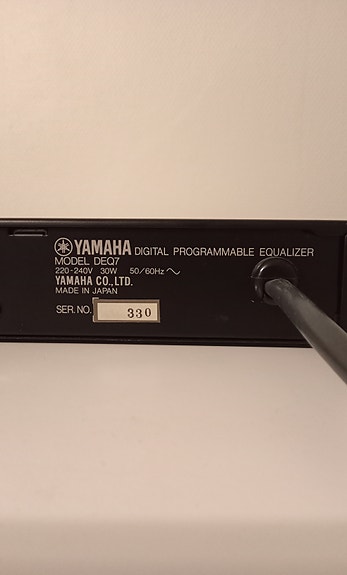 YAMAHA DIGITAL PROGRAMMABLE EQUALIZER
MODEL DEQ7
220-240V 30W 50/60Hz
YAMAHA CO.,LTD.
MADE IN JAPAN
SER. NO. 330